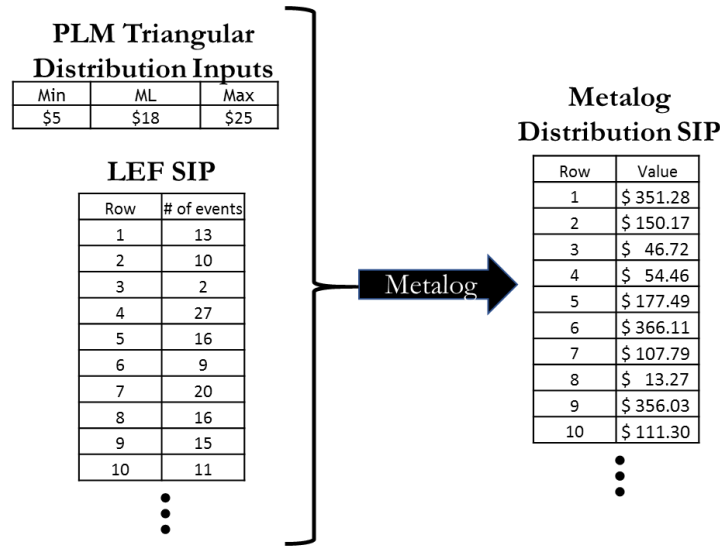 PLM Triangular
Distribution Inputs
Min ML Max
$5 $18 $25
LEF SIP
Row # of events
1 13
2 10
3 2
4 27
5 16
6 9
7 20
8 16
9 15
10 11
Metalog
Metalog
Distribution SIP
Row Value
1 $ 351.28
2 $ 150.17
3 $ 46.72
4 $ 54.46
5 $ 177.49
6 $ 366.11
7 $ 107.79
8 $ 13.27
9 $ 356.03
10 $ 111.30